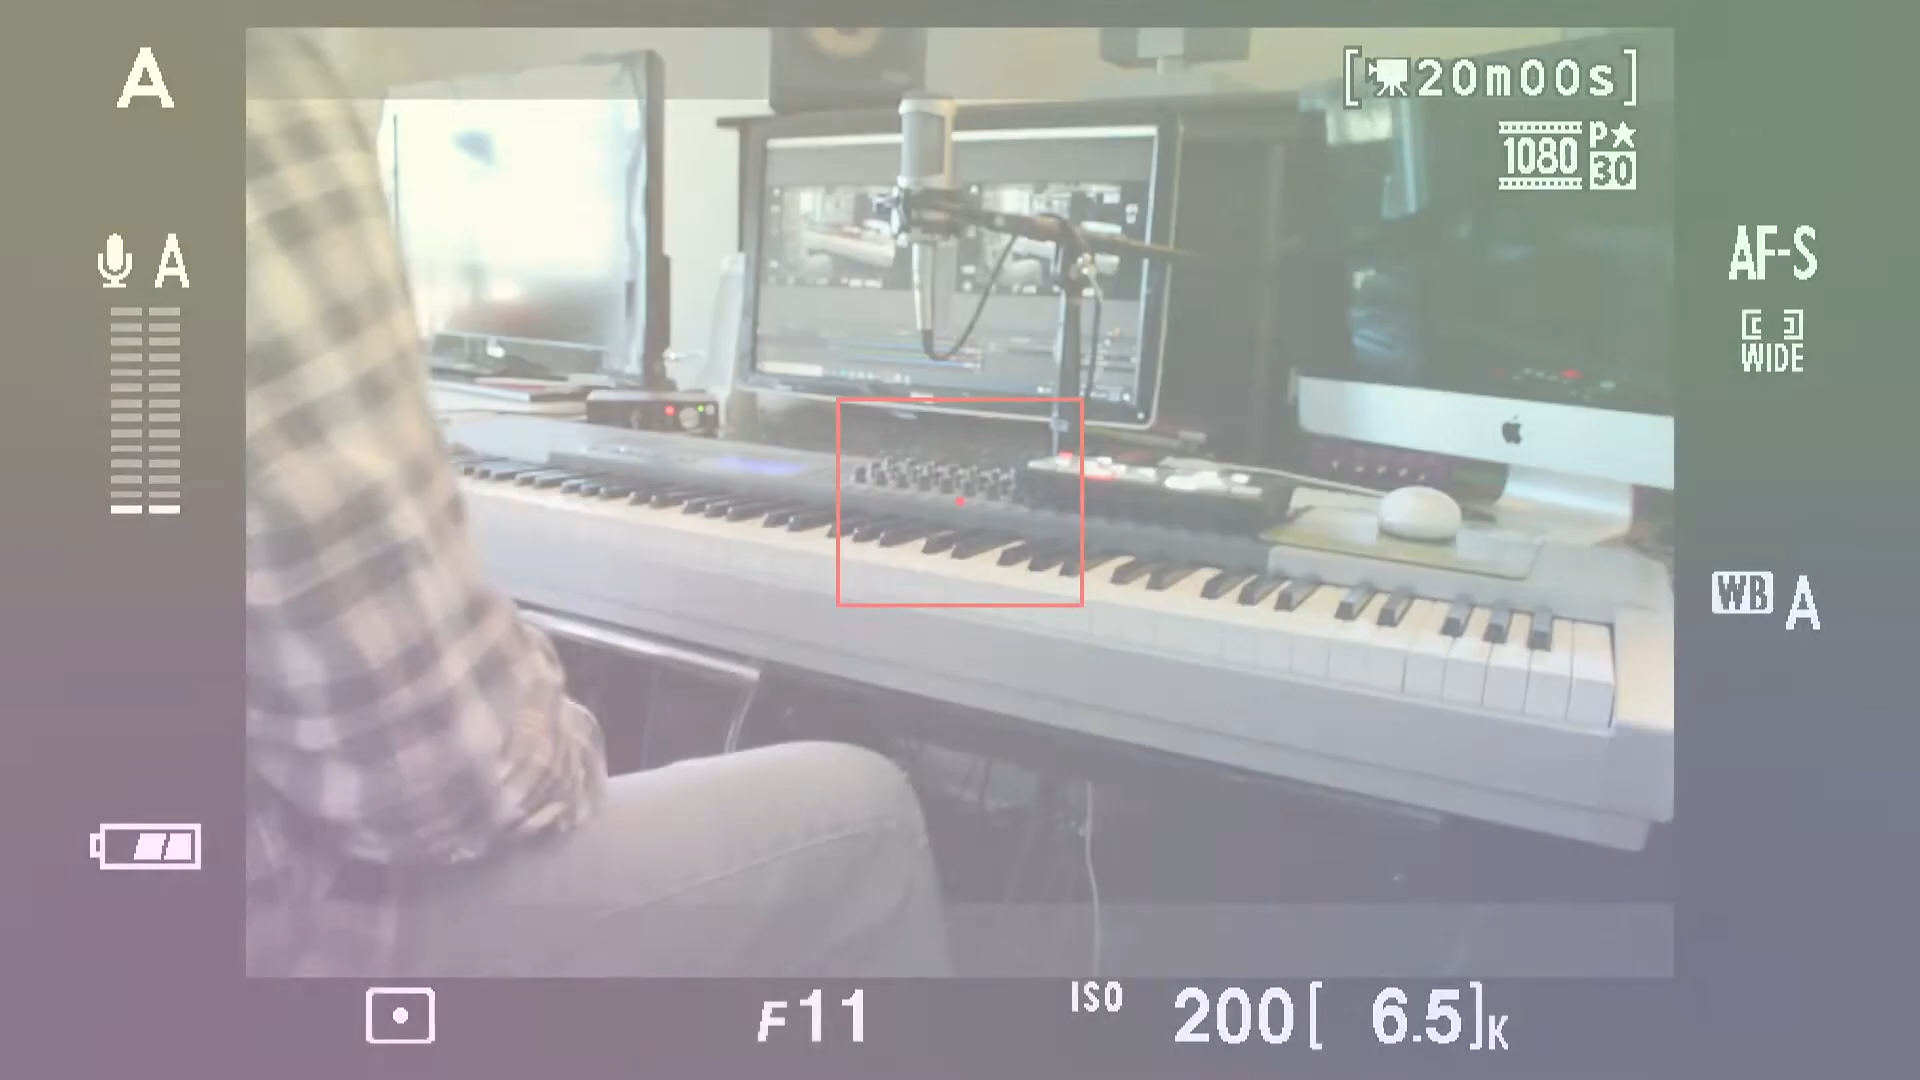 A
[20m00s]
1080 P★
30
A
AF-S
WIDE
WB A
F11
ISO 200[ 6.5]K